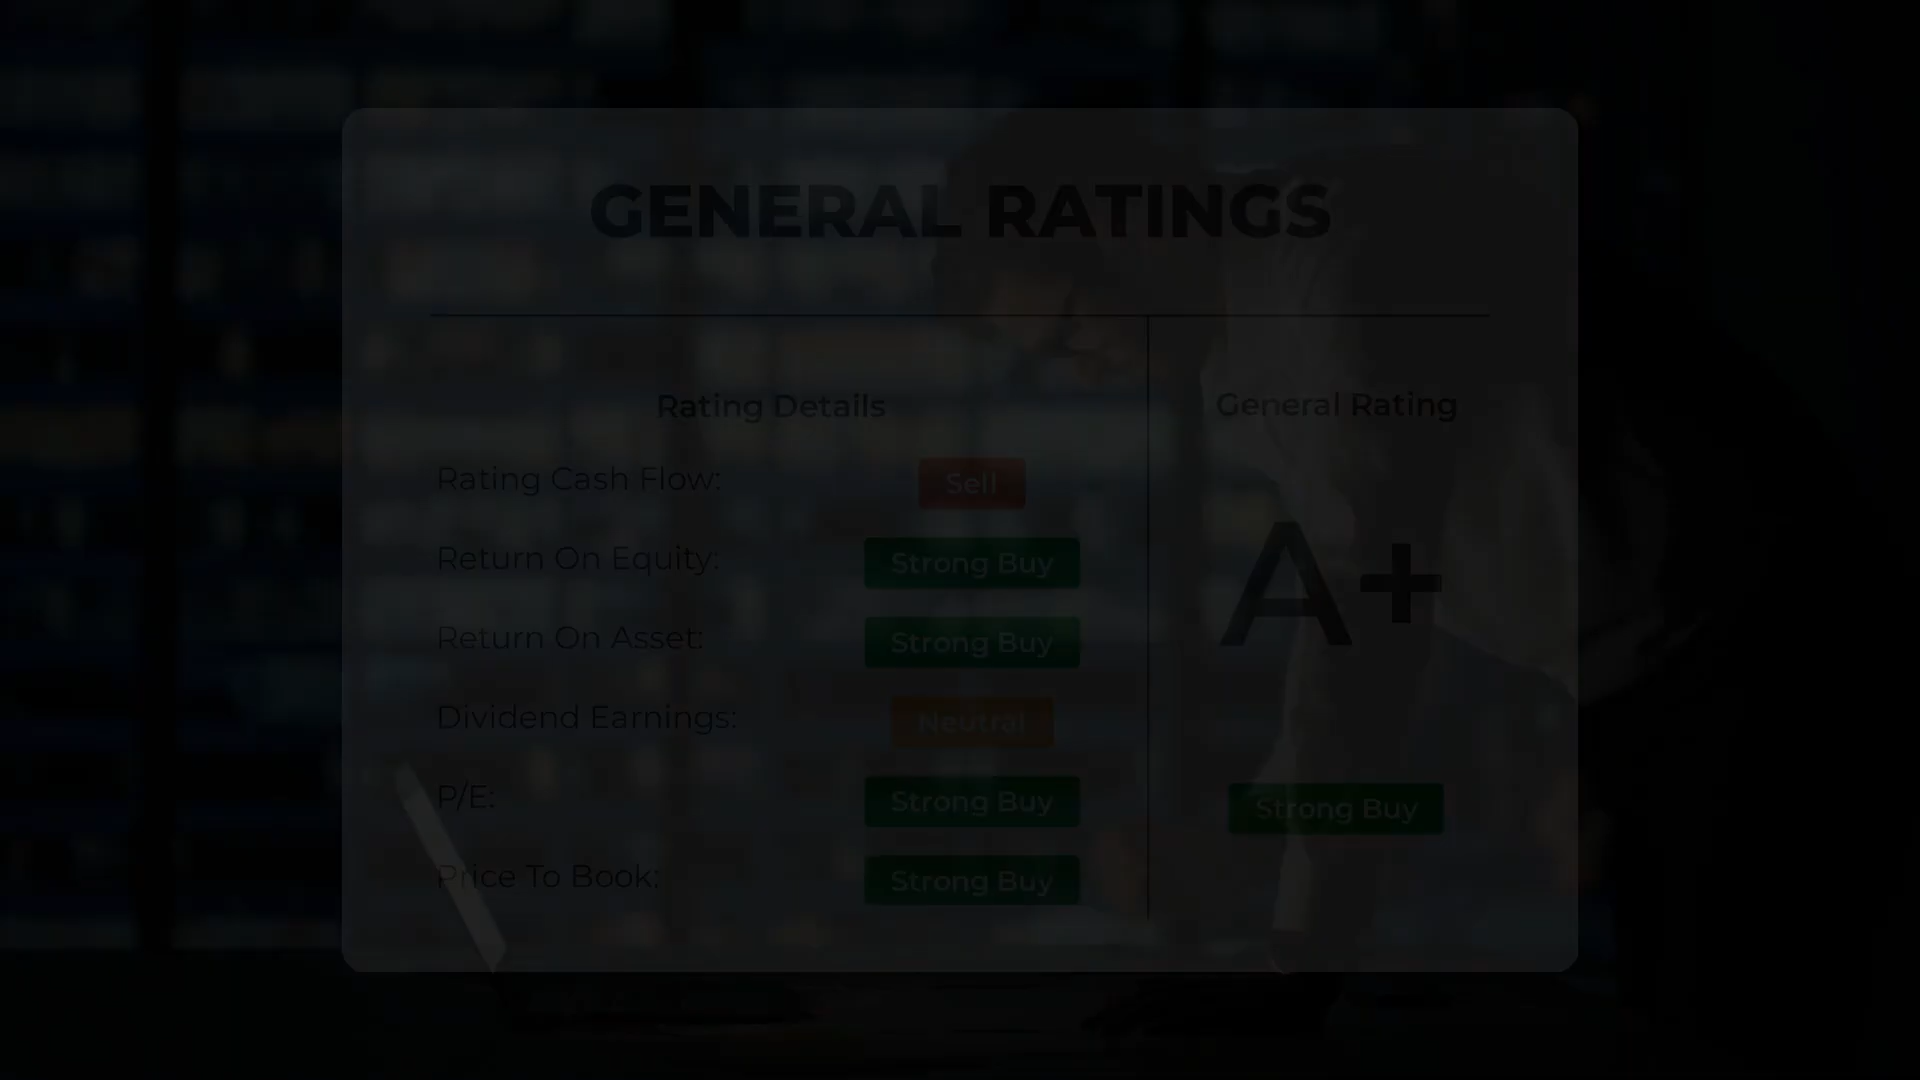 GENERAL RATINGS
Rating Details
General Rating
Rating Cash Flow: Sell
Return On Equity: Strong Buy
Return On Asset: Strong Buy
A+
Dividend Earnings: Neutral
P/E: Strong Buy
Strong Buy
Price To Book: Strong Buy